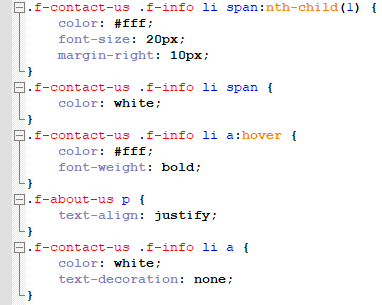 .f-contact-us .f-info li span:nth-child(1) {
color: #fff;
font-size: 20px;
margin-right: 10px;
}
.f-contact-us .f-info li span {
color: white;
}
.f-contact-us .f-info li a:hover {
color: #fff;
font-weight: bold;
}
.f-about-us p {
text-align: justify;
}
.f-contact-us .f-info li a {
color: white;
text-decoration: none;
}